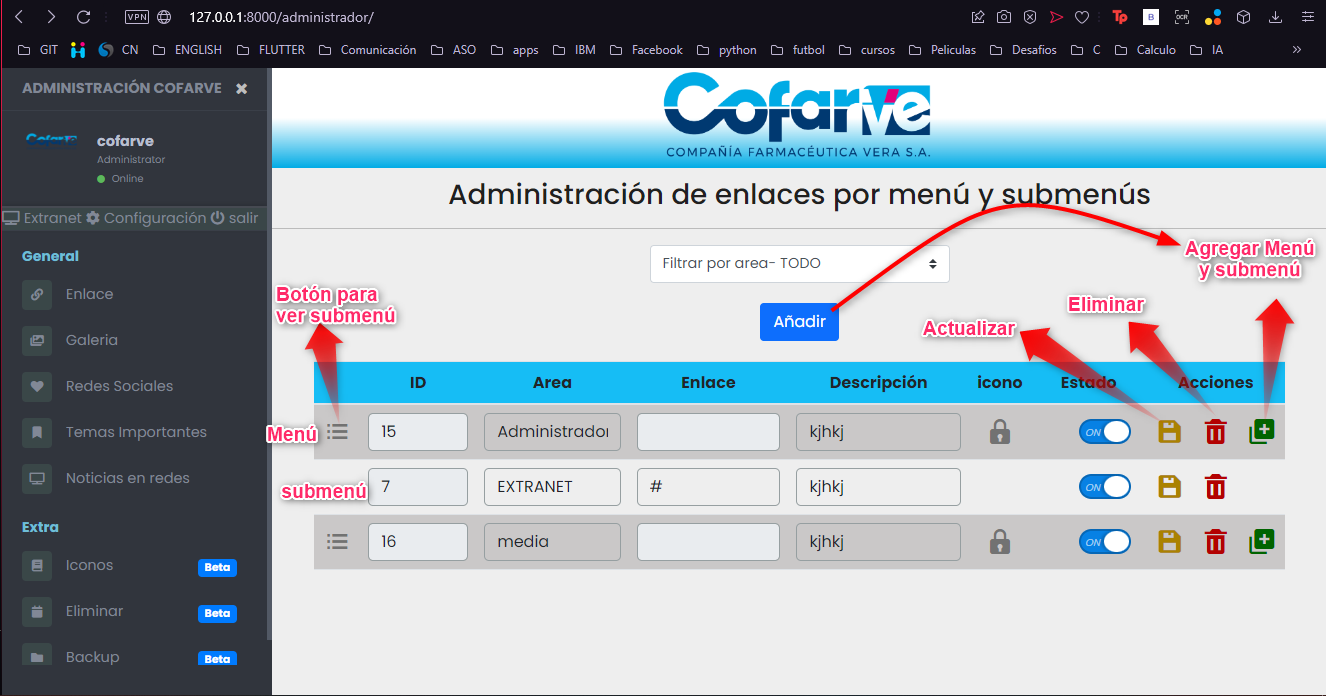 VPN 127.0.0.1:8000/administrador/ Tp B OCR
GIT CN ENGLISH FLUTTER Comunicación ASO apps IBM Facebook python futbol cursos Peliculas Desafios C Calculo IA »
ADMINISTRACIÓN COFARVE
Cofarve
cofarve
Administrator
Online
Extranet Configuración salir
General
Enlace
Galeria
Redes Sociales
Temas Importantes
Noticias en redes
Extra
Iconos Beta
Eliminar Beta
Backup Beta
Cofarve
COMPAÑÍA FARMACÉUTICA VERA S.A.
Administración de enlaces por menú y submenús
Filtrar por area- TODO
Añadir
Agregar Menú
y submenú
Botón para
ver submenú
Actualizar
Eliminar
ID Area Enlace Descripción icono Estado Acciones
Menú 15 Administrador kjhkj ON
submenú 7 EXTRANET # kjhkj ON
16 media kjhkj ON